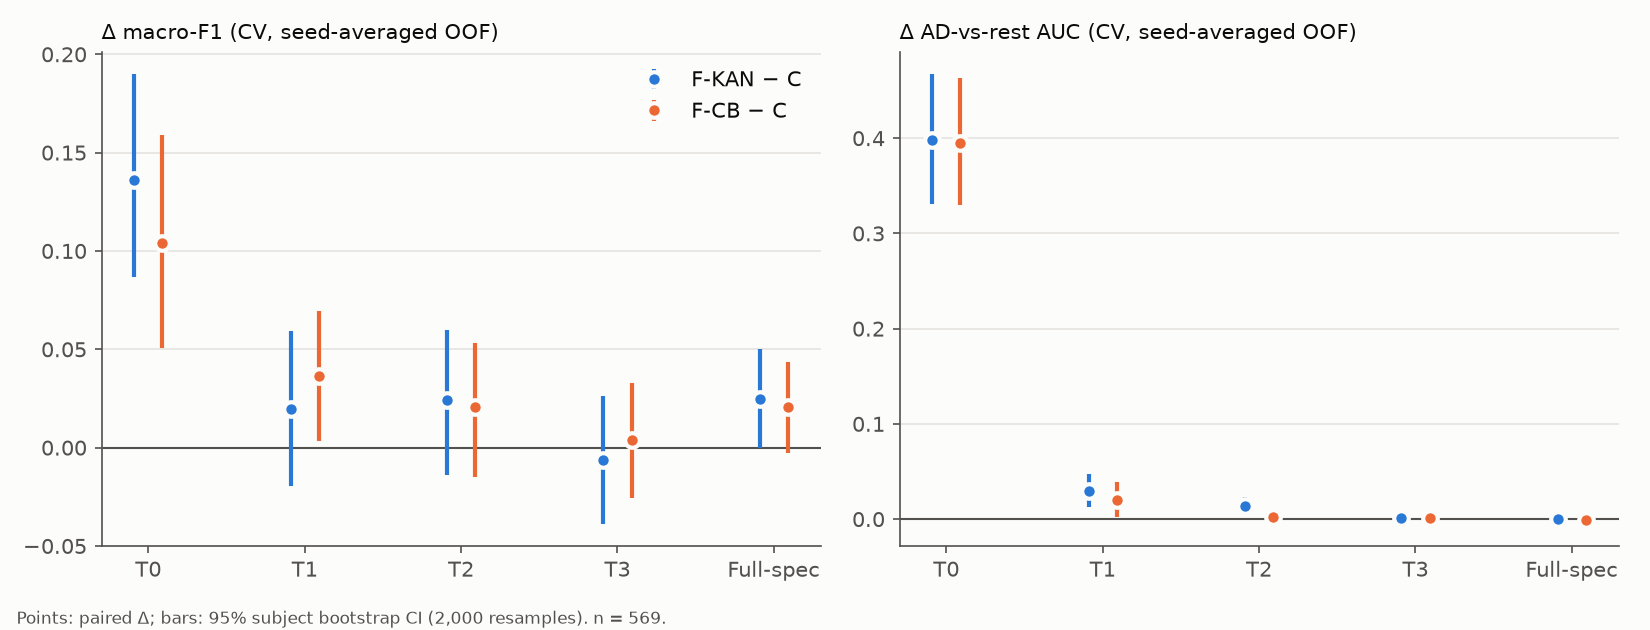 Δ macro-F1 (CV, seed-averaged OOF)
0.20
0.15
0.10
0.05
0.00
−0.05
F-KAN − C
F-CB − C
T0 T1 T2 T3 Full-spec
Δ AD-vs-rest AUC (CV, seed-averaged OOF)
0.4
0.3
0.2
0.1
0.0
T0 T1 T2 T3 Full-spec
Points: paired Δ; bars: 95% subject bootstrap CI (2,000 resamples). n = 569.